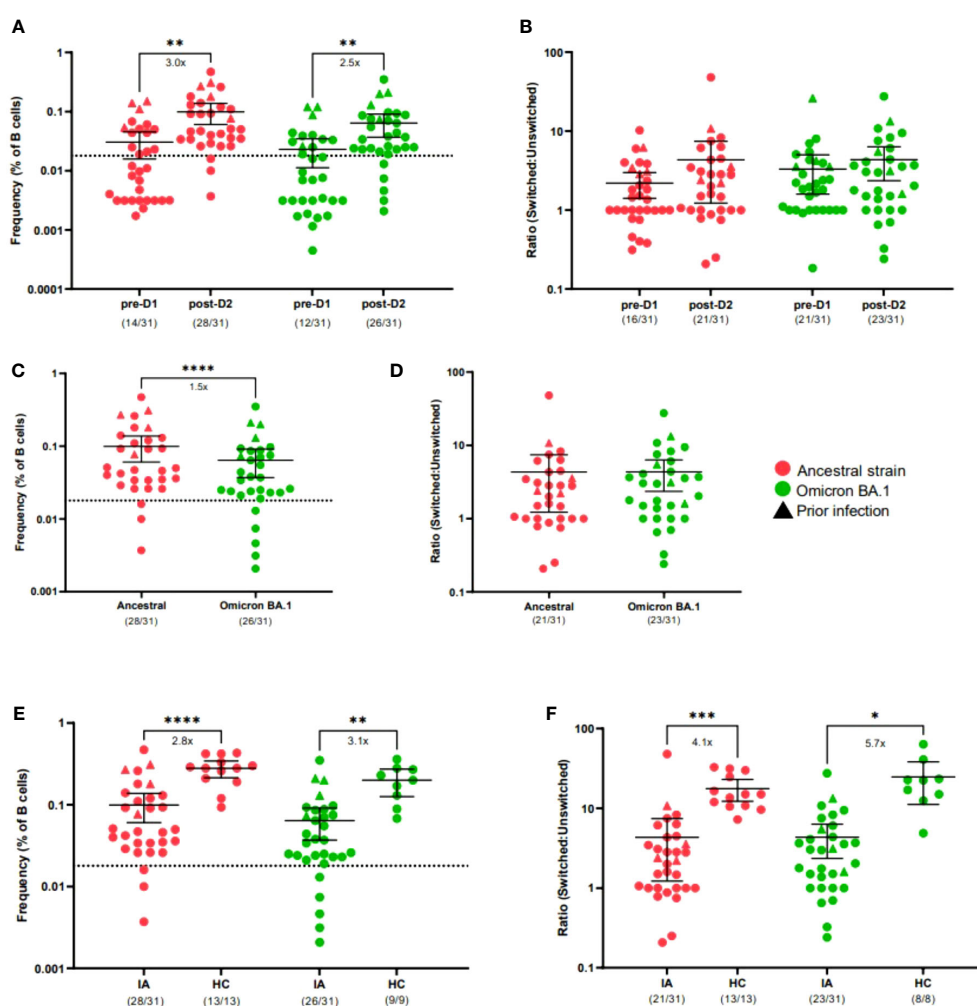 A
Frequency (% of B cells)
1
0.1
0.01
0.001
0.0001
**
3.0x
**
2.5x
pre-D1 post-D2 pre-D1 post-D2
(14/31) (28/31) (12/31) (26/31)
B
Ratio (Switched:Unswitched)
100
10
1
0.1
pre-D1 post-D2 pre-D1 post-D2
(16/31) (21/31) (21/31) (23/31)
C
Frequency (% of B cells)
1
0.1
0.01
0.001
****
1.5x
Ancestral Omicron BA.1
(28/31) (26/31)
D
Ratio (Switched:Unswitched)
100
10
1
0.1
Ancestral Omicron BA.1
(21/31) (23/31)
Ancestral strain
Omicron BA.1
Prior infection
E
Frequency (% of B cells)
1
0.1
0.01
0.001
****
2.8x
**
3.1x
IA HC IA HC
(28/31) (13/13) (26/31) (9/9)
F
Ratio (Switched:Unswitched)
100
10
1
0.1
***
4.1x
*
5.7x
IA HC IA HC
(21/31) (13/13) (23/31) (8/8)